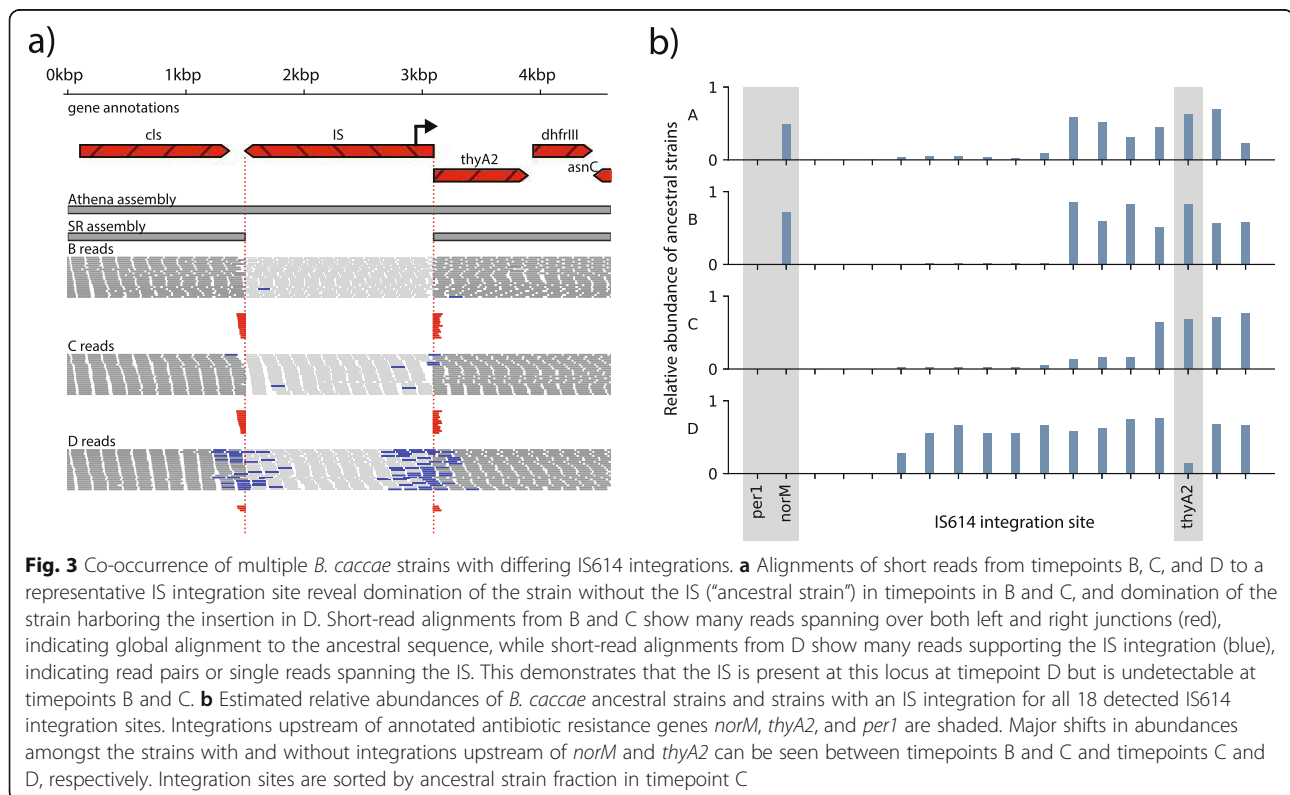 a)
0kbp 1kbp 2kbp 3kbp 4kbp
gene annotations
cls IS dhfrIII
thyA2
asnC
Athena assembly
SR assembly
B reads
C reads
D reads
b)
Relative abundance of ancestral strains
1
A
0
1
B
0
1
C
0
1
D
0
per1
norM
IS614 integration site
thyA2
Fig. 3 Co-occurrence of multiple B. caccae strains with differing IS614 integrations. a Alignments of short reads from timepoints B, C, and D to a
representative IS integration site reveal domination of the strain without the IS (“ancestral strain”) in timepoints in B and C, and domination of the
strain harboring the insertion in D. Short-read alignments from B and C show many reads spanning over both left and right junctions (red),
indicating global alignment to the ancestral sequence, while short-read alignments from D show many reads supporting the IS integration (blue),
indicating read pairs or single reads spanning the IS. This demonstrates that the IS is present at this locus at timepoint D but is undetectable at
timepoints B and C. b Estimated relative abundances of B. caccae ancestral strains and strains with an IS integration for all 18 detected IS614
integration sites. Integrations upstream of annotated antibiotic resistance genes norM, thyA2, and per1 are shaded. Major shifts in abundances
amongst the strains with and without integrations upstream of norM and thyA2 can be seen between timepoints B and C and timepoints C and
D, respectively. Integration sites are sorted by ancestral strain fraction in timepoint C